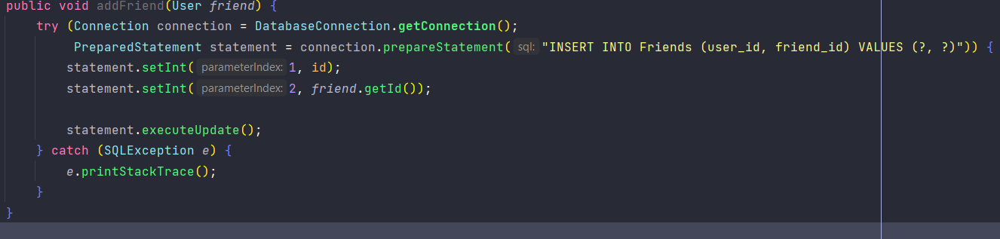 public void addFriend(User friend) {
try (Connection connection = DatabaseConnection.getConnection();
PreparedStatement statement = connection.prepareStatement( sql: "INSERT INTO Friends (user_id, friend_id) VALUES (?, ?)")) {
statement.setInt( parameterIndex: 1, id);
statement.setInt( parameterIndex: 2, friend.getId());
statement.executeUpdate();
} catch (SQLException e) {
e.printStackTrace();
}
}